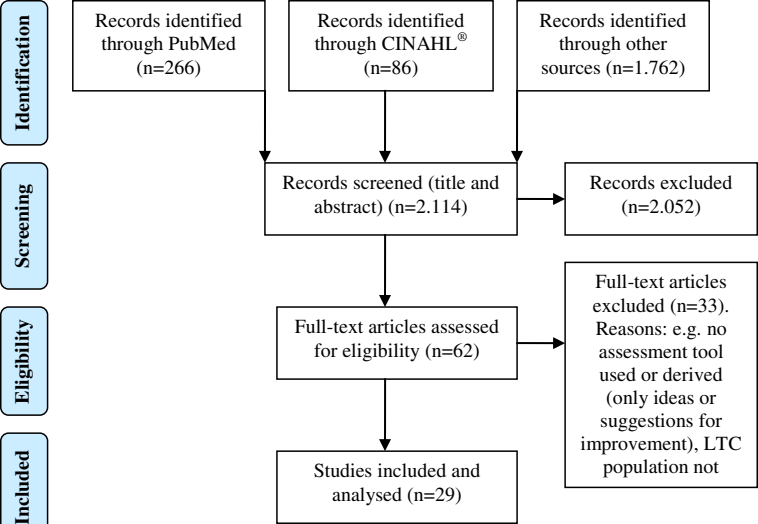 Identification
Records identified
through PubMed
(n=266)
Records identified
through CINAHL®
(n=86)
Records identified
through other
sources (n=1.762)
Screening
Records screened (title and
abstract) (n=2.114)
Records excluded
(n=2.052)
Eligibility
Full-text articles assessed
for eligibility (n=62)
Full-text articles
excluded (n=33).
Reasons: e.g. no
assessment tool
used or derived
(only ideas or
suggestions for
improvement), LTC
population not
Included
Studies included and
analysed (n=29)